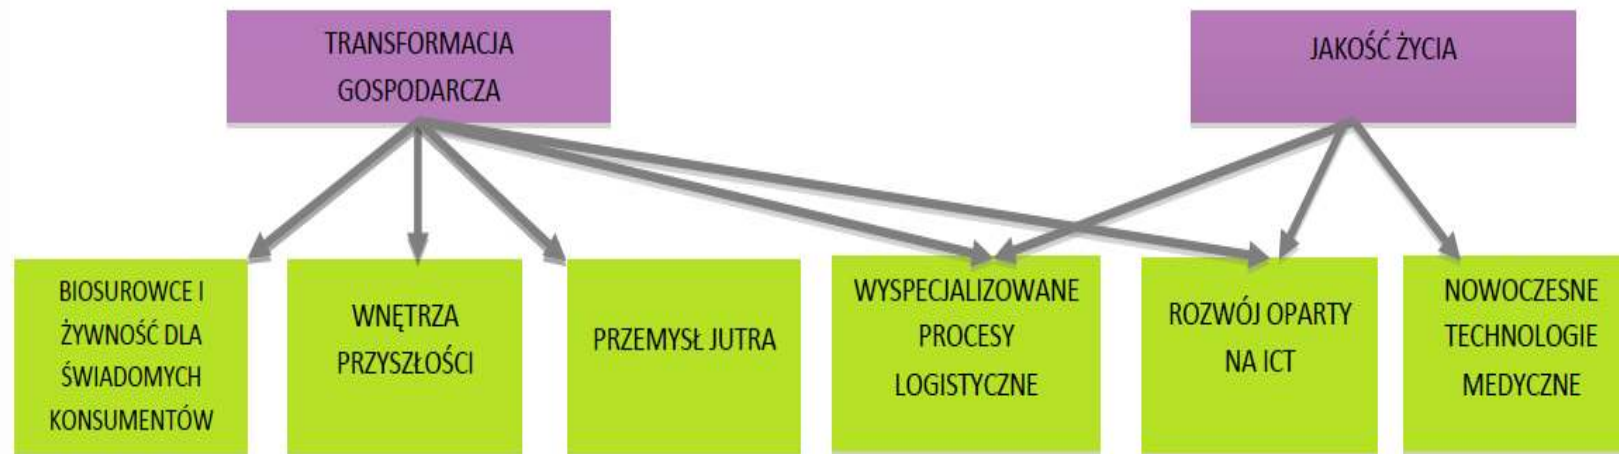 TRANSFORMACJA
GOSPODARCZA
JAKOŚĆ ŻYCIA
BIOSUROWCE I
ŻYWNOŚĆ DLA
ŚWIADOMYCH
KONSUMENTÓW
WNĘTRZA
PRZYSZŁOŚCI
PRZEMYSŁ JUTRA
WYSPECJALIZOWANE
PROCESY
LOGISTYCZNE
ROZWÓJ OPARTY
NA ICT
NOWOCZESNE
TECHNOLOGIE
MEDYCZNE